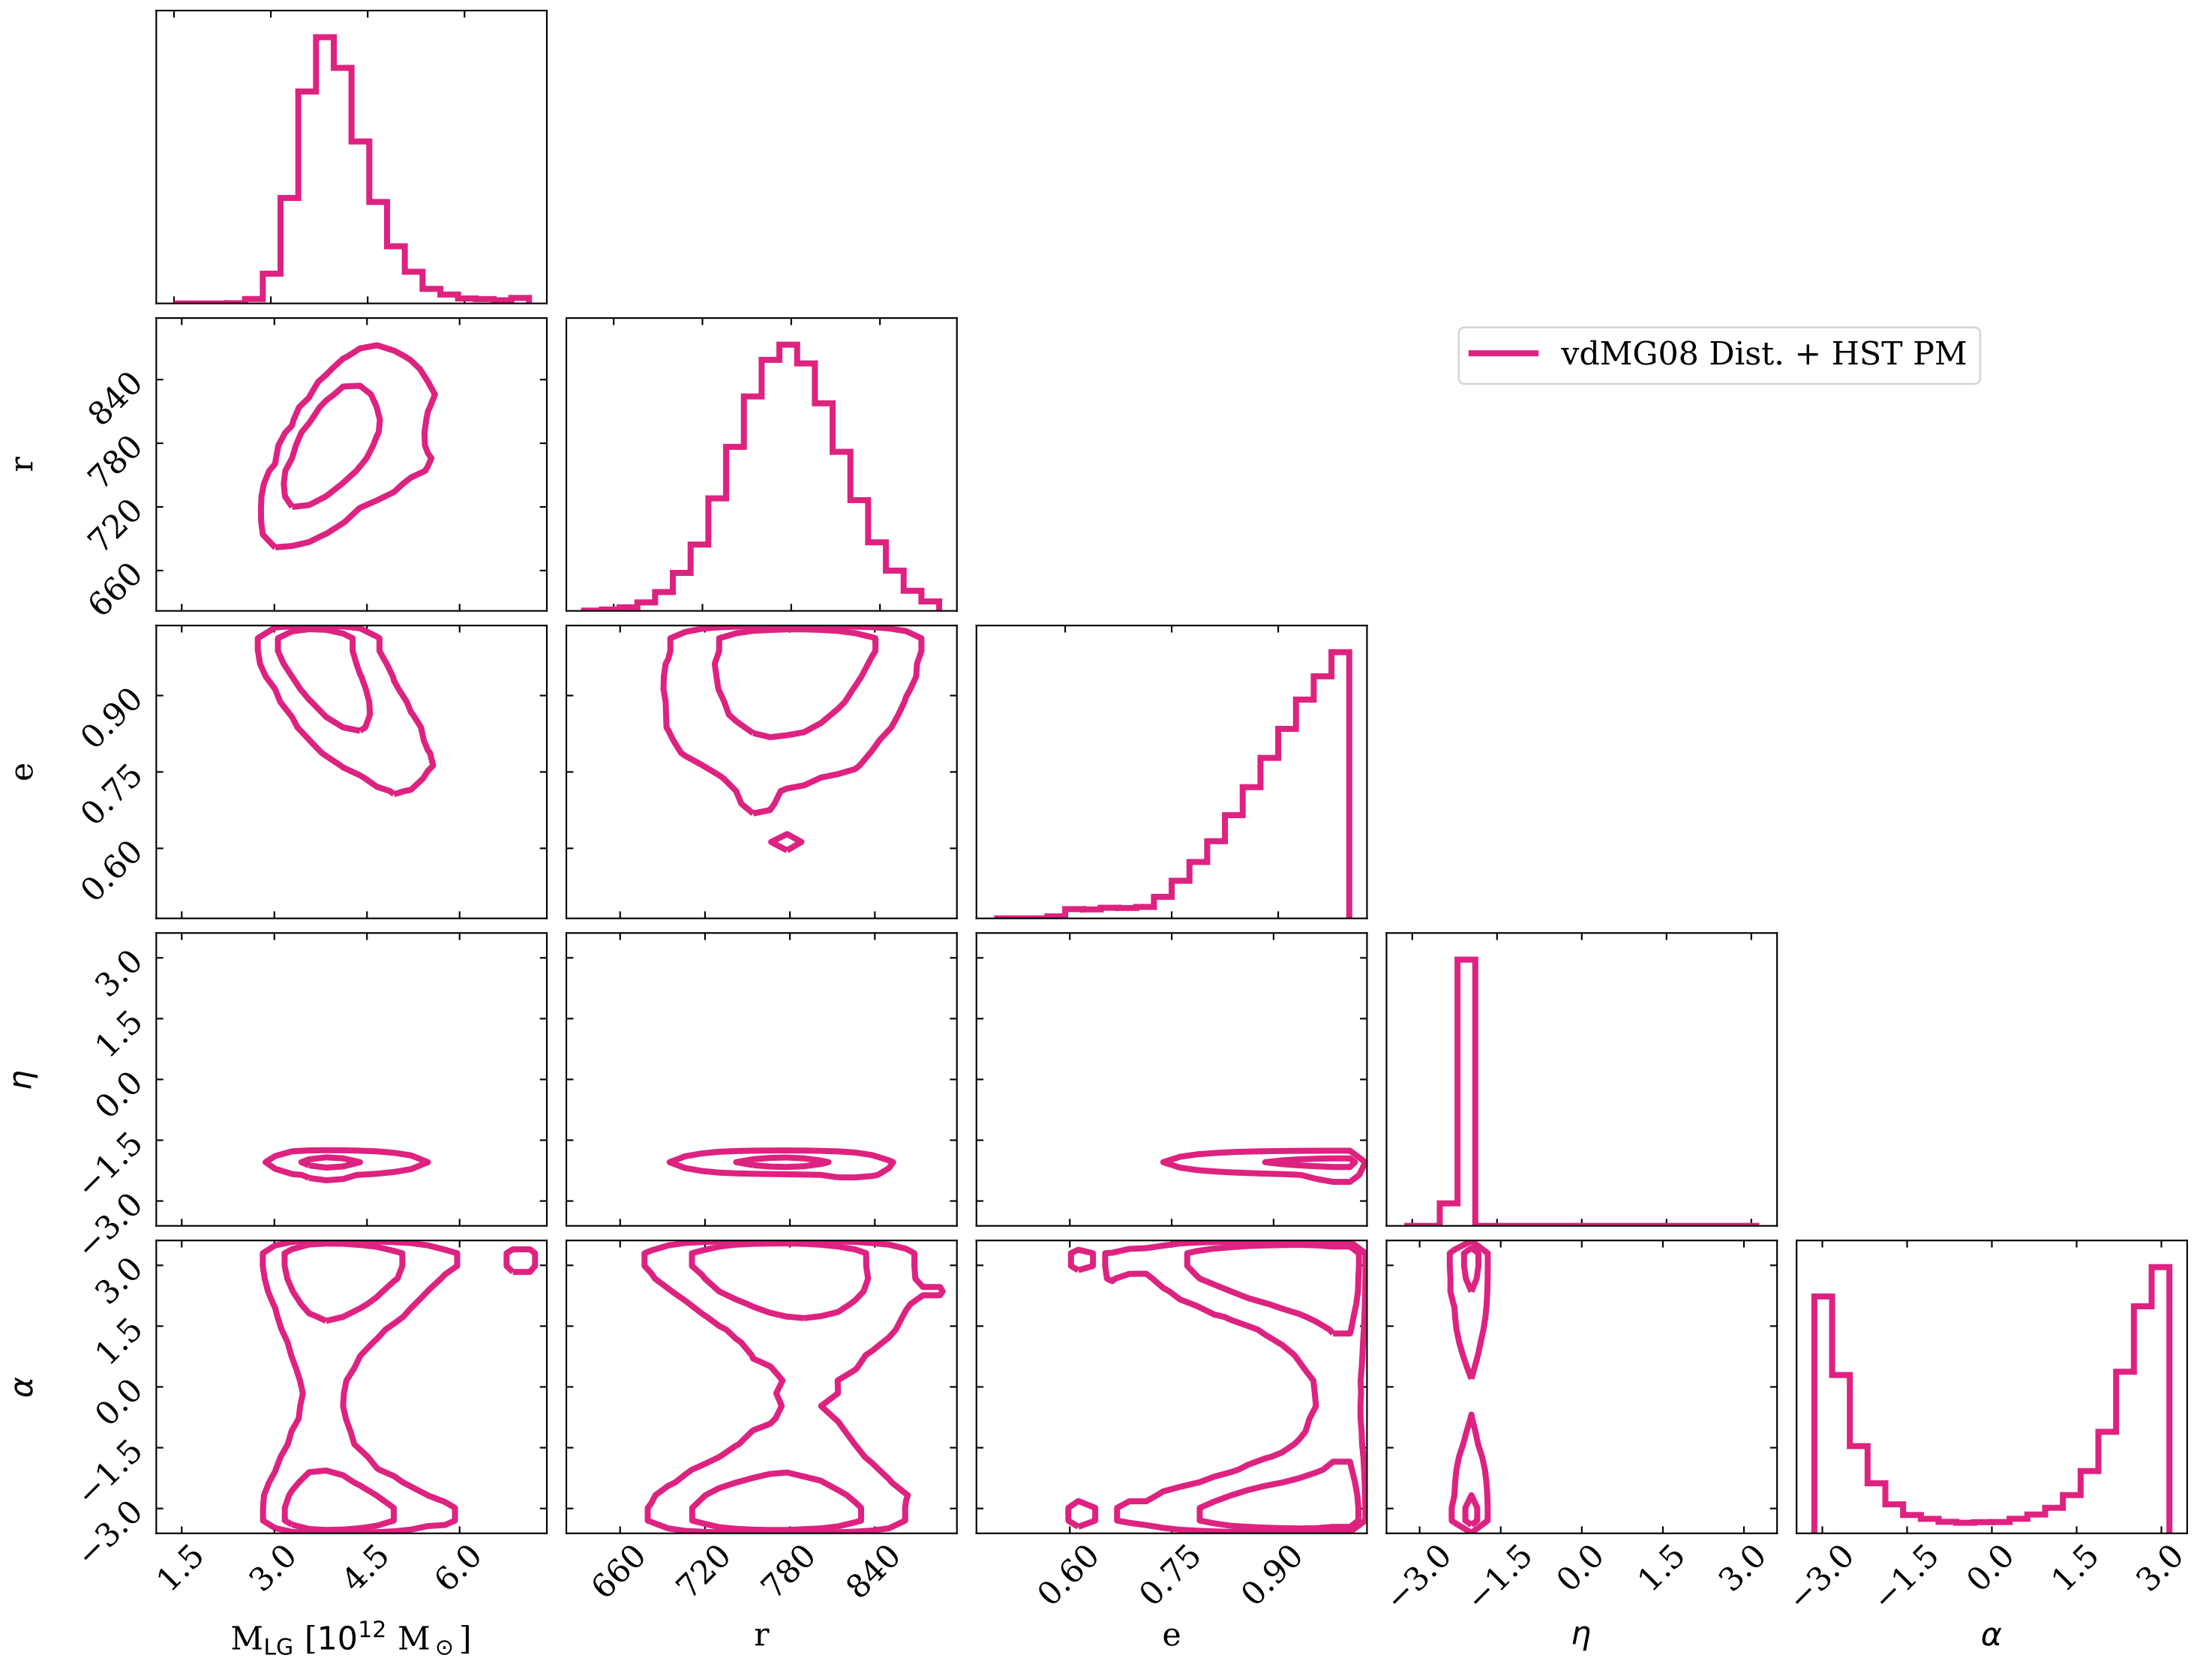 vdMG08 Dist. + HST PM
840
780
720
660
r
0.90
0.75
0.60
e
3.0
1.5
0.0
−1.5
−3.0
η
3.0
1.5
0.0
−1.5
−3.0
α
1.5 3.0 4.5 6.0 660 720 780 840 0.60 0.75 0.90 −3.0 −1.5 0.0 1.5 3.0 −3.0 −1.5 0.0 1.5 3.0
M_LG [10^12 M_⊙] r e η α